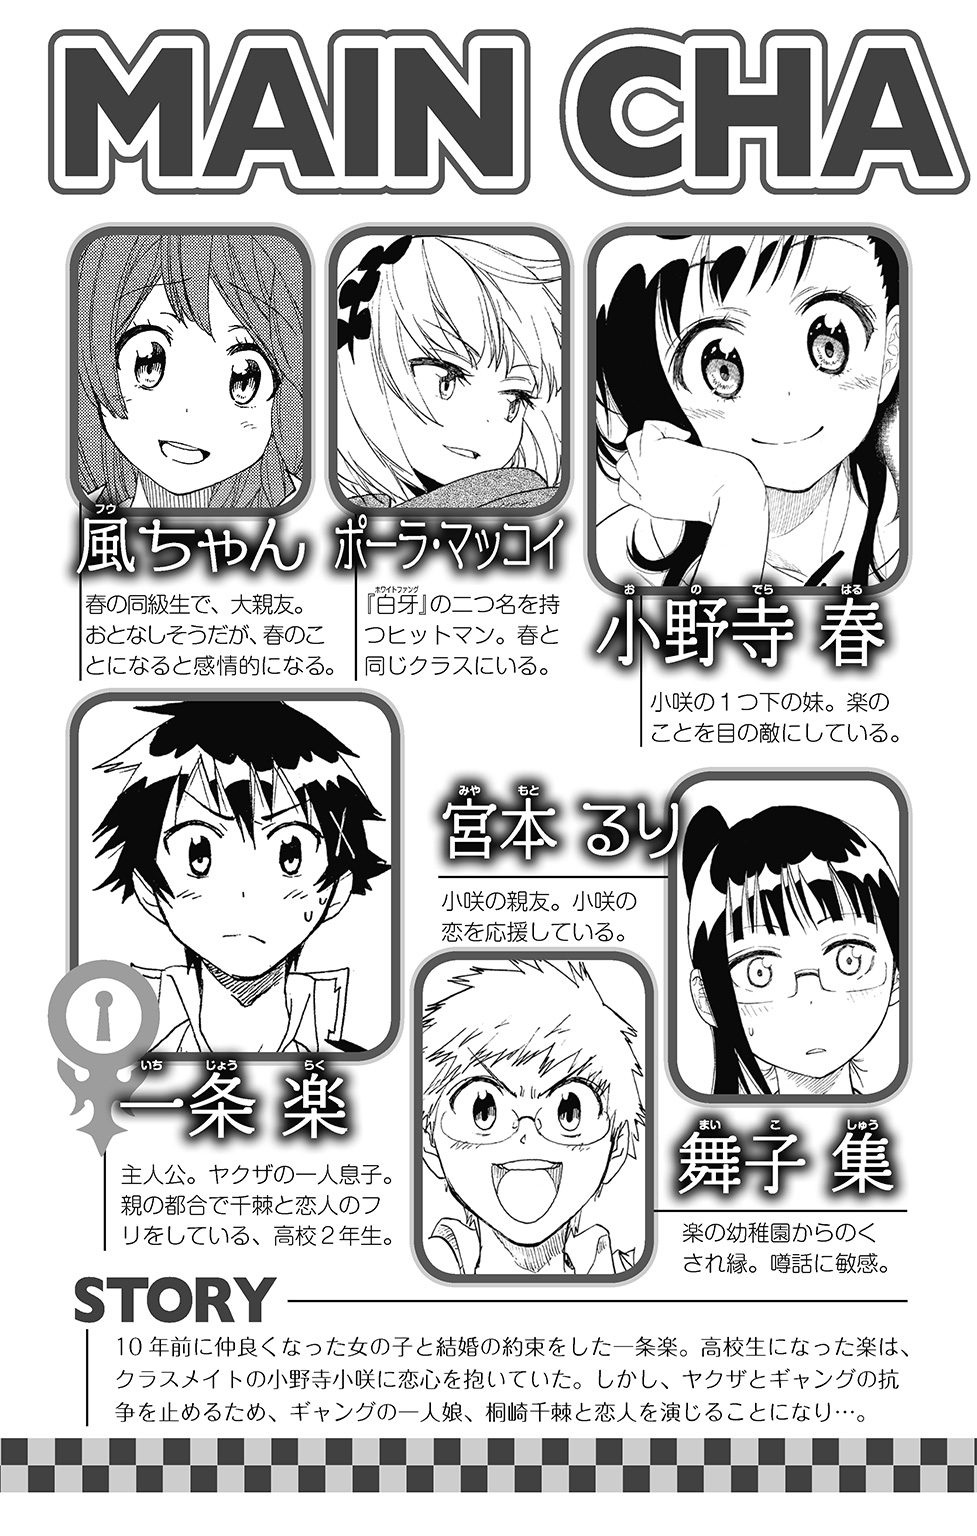 MAIN CHA
フウ
風ちゃん
春の同級生で、大親友。
おとなしそうだが、春のこ
とになると感情的になる。
ポーラ・マッコイ
ホワイトファング
『白牙』の二つ名を持
つヒットマン。春と
同じクラスにいる。
お の でら はる
小野寺 春
小咲の１つ下の妹。楽の
ことを目の敵にしている。
いち じょう らく
一条 楽
主人公。ヤクザの一人息子。
親の都合で千棘と恋人のフ
リをしている、高校２年生。
みや もと
宮本 るり
小咲の親友。小咲の
恋を応援している。
まい こ しゅう
舞子 集
楽の幼稚園からのく
され縁。噂話に敏感。
STORY
10年前に仲良くなった女の子と結婚の約束をした一条楽。高校生になった楽は、
クラスメイトの小野寺小咲に恋心を抱いていた。しかし、ヤクザとギャングの抗
争を止めるため、ギャングの一人娘、桐崎千棘と恋人を演じることになり…。